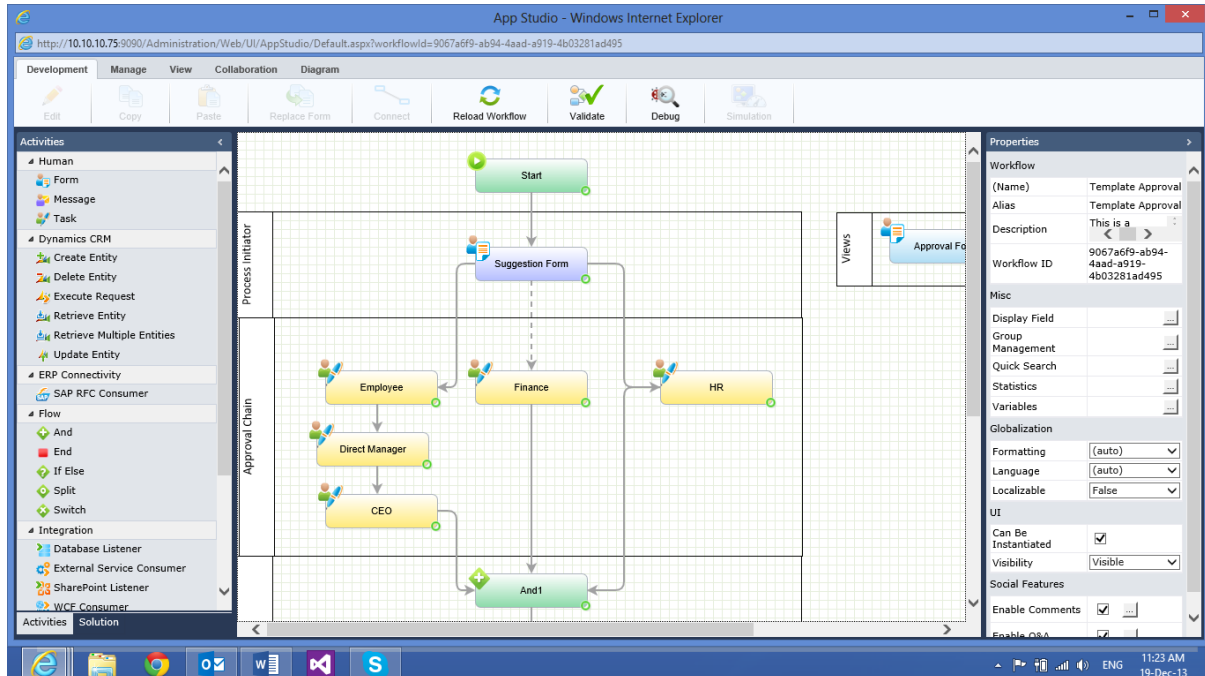 App Studio - Windows Internet Explorer
http://10.10.10.75:9090/Administration/Web/UI/AppStudio/Default.aspx?workflowId=9067a6f9-ab94-4aad-a919-4b03281ad495
Development Manage View Collaboration Diagram
Edit Copy Paste Replace Form Connect Reload Workflow Validate Debug Simulation
Activities
Human
Form
Message
Task
Dynamics CRM
Create Entity
Delete Entity
Execute Request
Retrieve Entity
Retrieve Multiple Entities
Update Entity
ERP Connectivity
SAP RFC Consumer
Flow
And
End
If Else
Split
Switch
Integration
Database Listener
External Service Consumer
SharePoint Listener
WCF Consumer
Activities Solution
Start
Process Initiator
Suggestion Form
Views
Approval Fo
Approval Chain
Employee
Finance
HR
Direct Manager
CEO
And1
Properties
Workflow
(Name) Template Approval
Alias Template Approval
Description This is a
Workflow ID 9067a6f9-ab94-
4aad-a919-
4b03281ad495
Misc
Display Field ...
Group
Management ...
Quick Search ...
Statistics ...
Variables ...
Globalization
Formatting (auto)
Language (auto)
Localizable False
UI
Can Be
Instantiated
Visibility Visible
Social Features
Enable Comments ...
Enable Q&A
ENG
11:23 AM
19-Dec-13